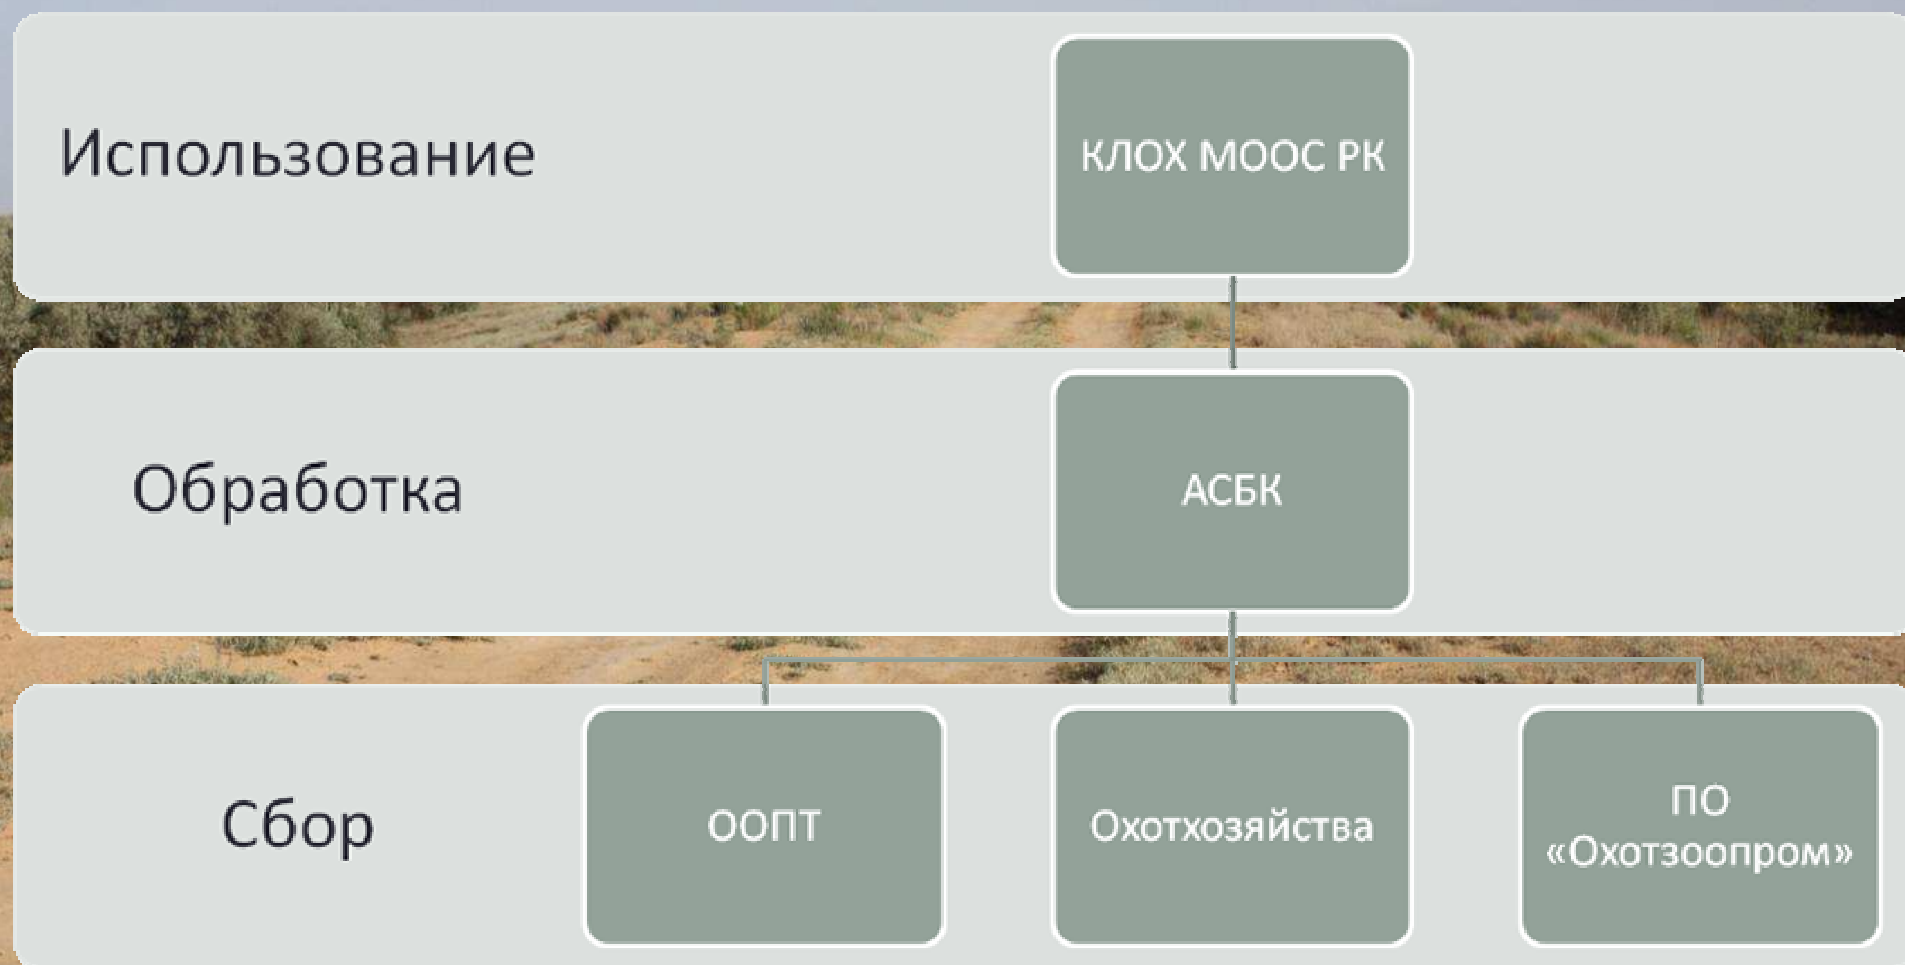 Использование
КЛОХ МООС РК
Обработка
АСБК
Сбор
ООПТ
Охотхозяйства
ПО
«Охотзоопром»